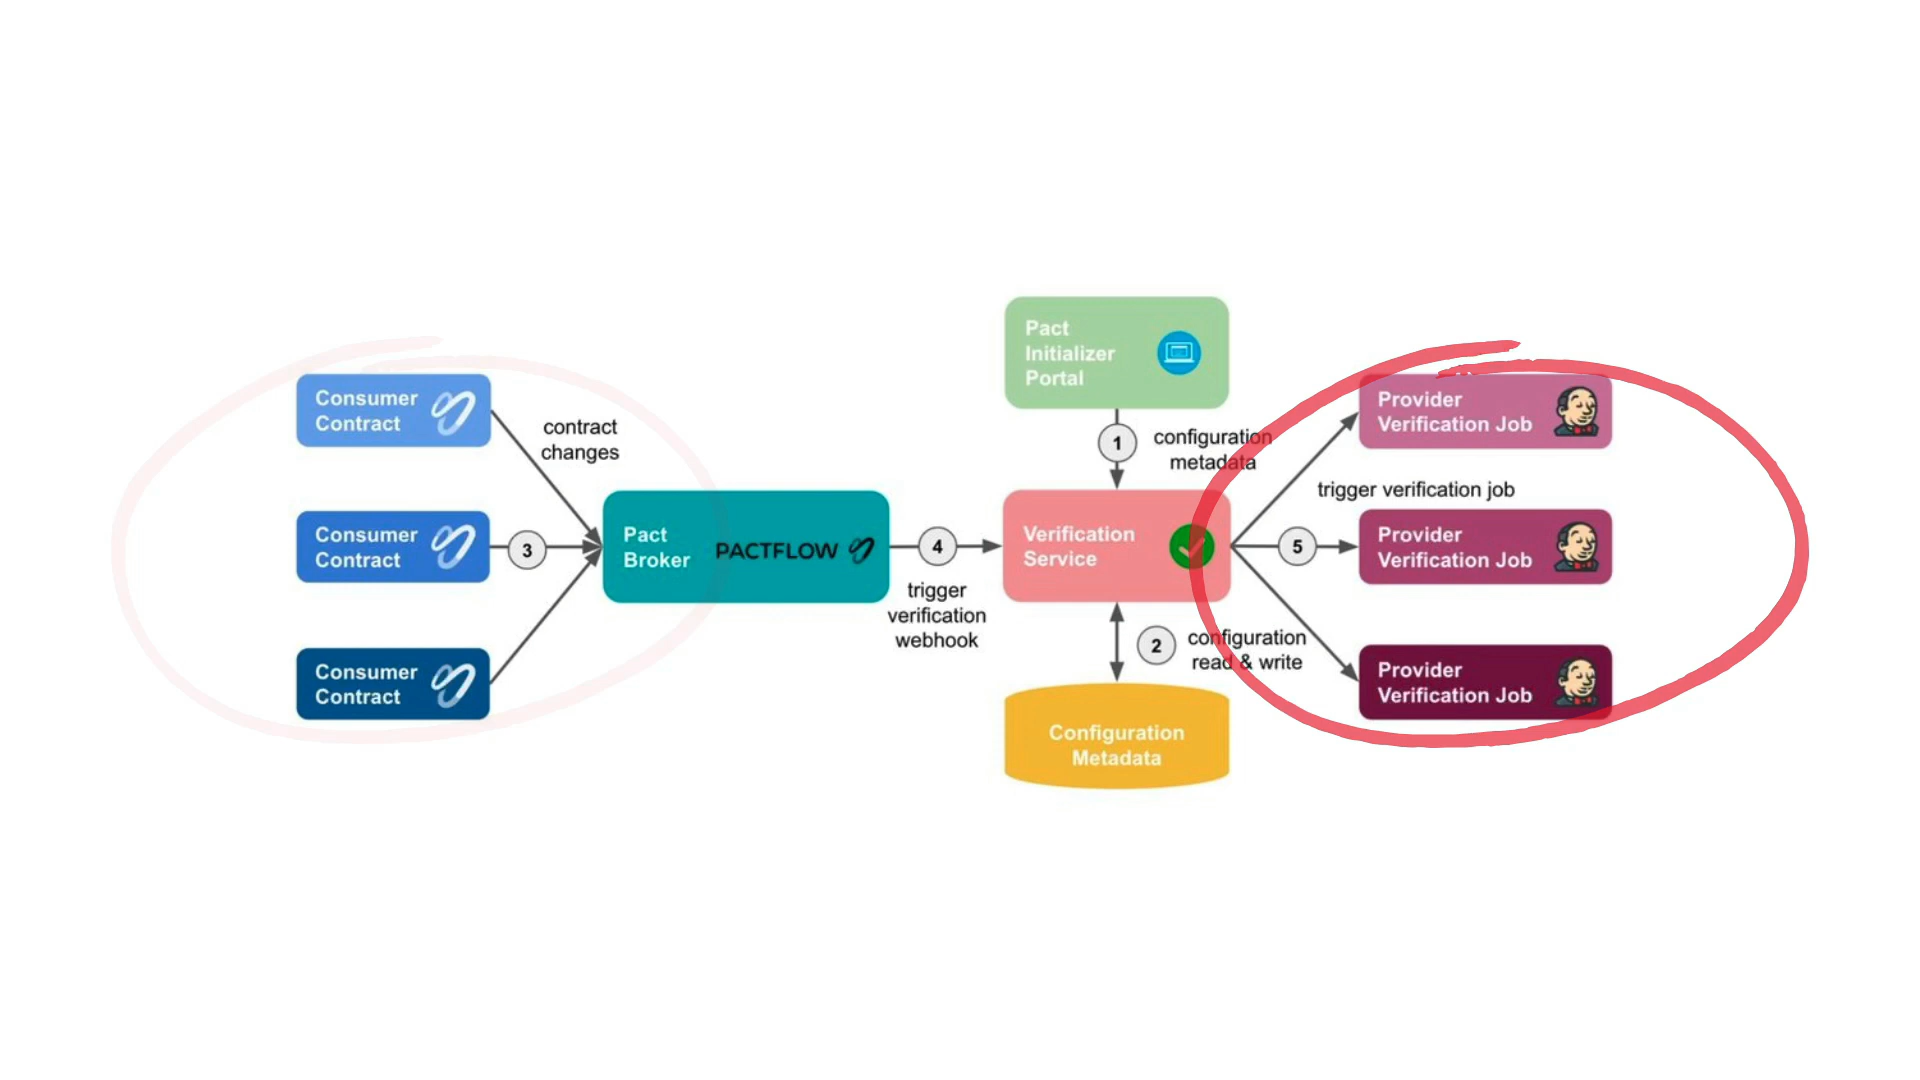 Consumer
Contract
Consumer
Contract
Consumer
Contract
contract
changes
3
Pact
Broker
PACTFLOW
4
trigger
verification
webhook
Pact
Initializer
Portal
1
configuration
metadata
Verification
Service
2
configuration
read & write
Configuration
Metadata
trigger verification job
5
Provider
Verification Job
Provider
Verification Job
Provider
Verification Job